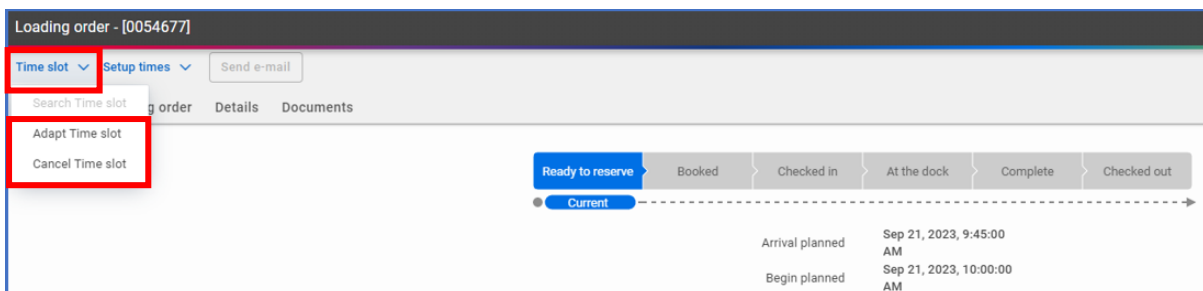 Loading order - [0054677]
Time slot Setup times Send e-mail
Search Time slot g order Details Documents
Adapt Time slot
Cancel Time slot
Ready to reserve Booked Checked in At the dock Complete Checked out
Current
Arrival planned Sep 21, 2023, 9:45:00
AM
Begin planned Sep 21, 2023, 10:00:00
AM